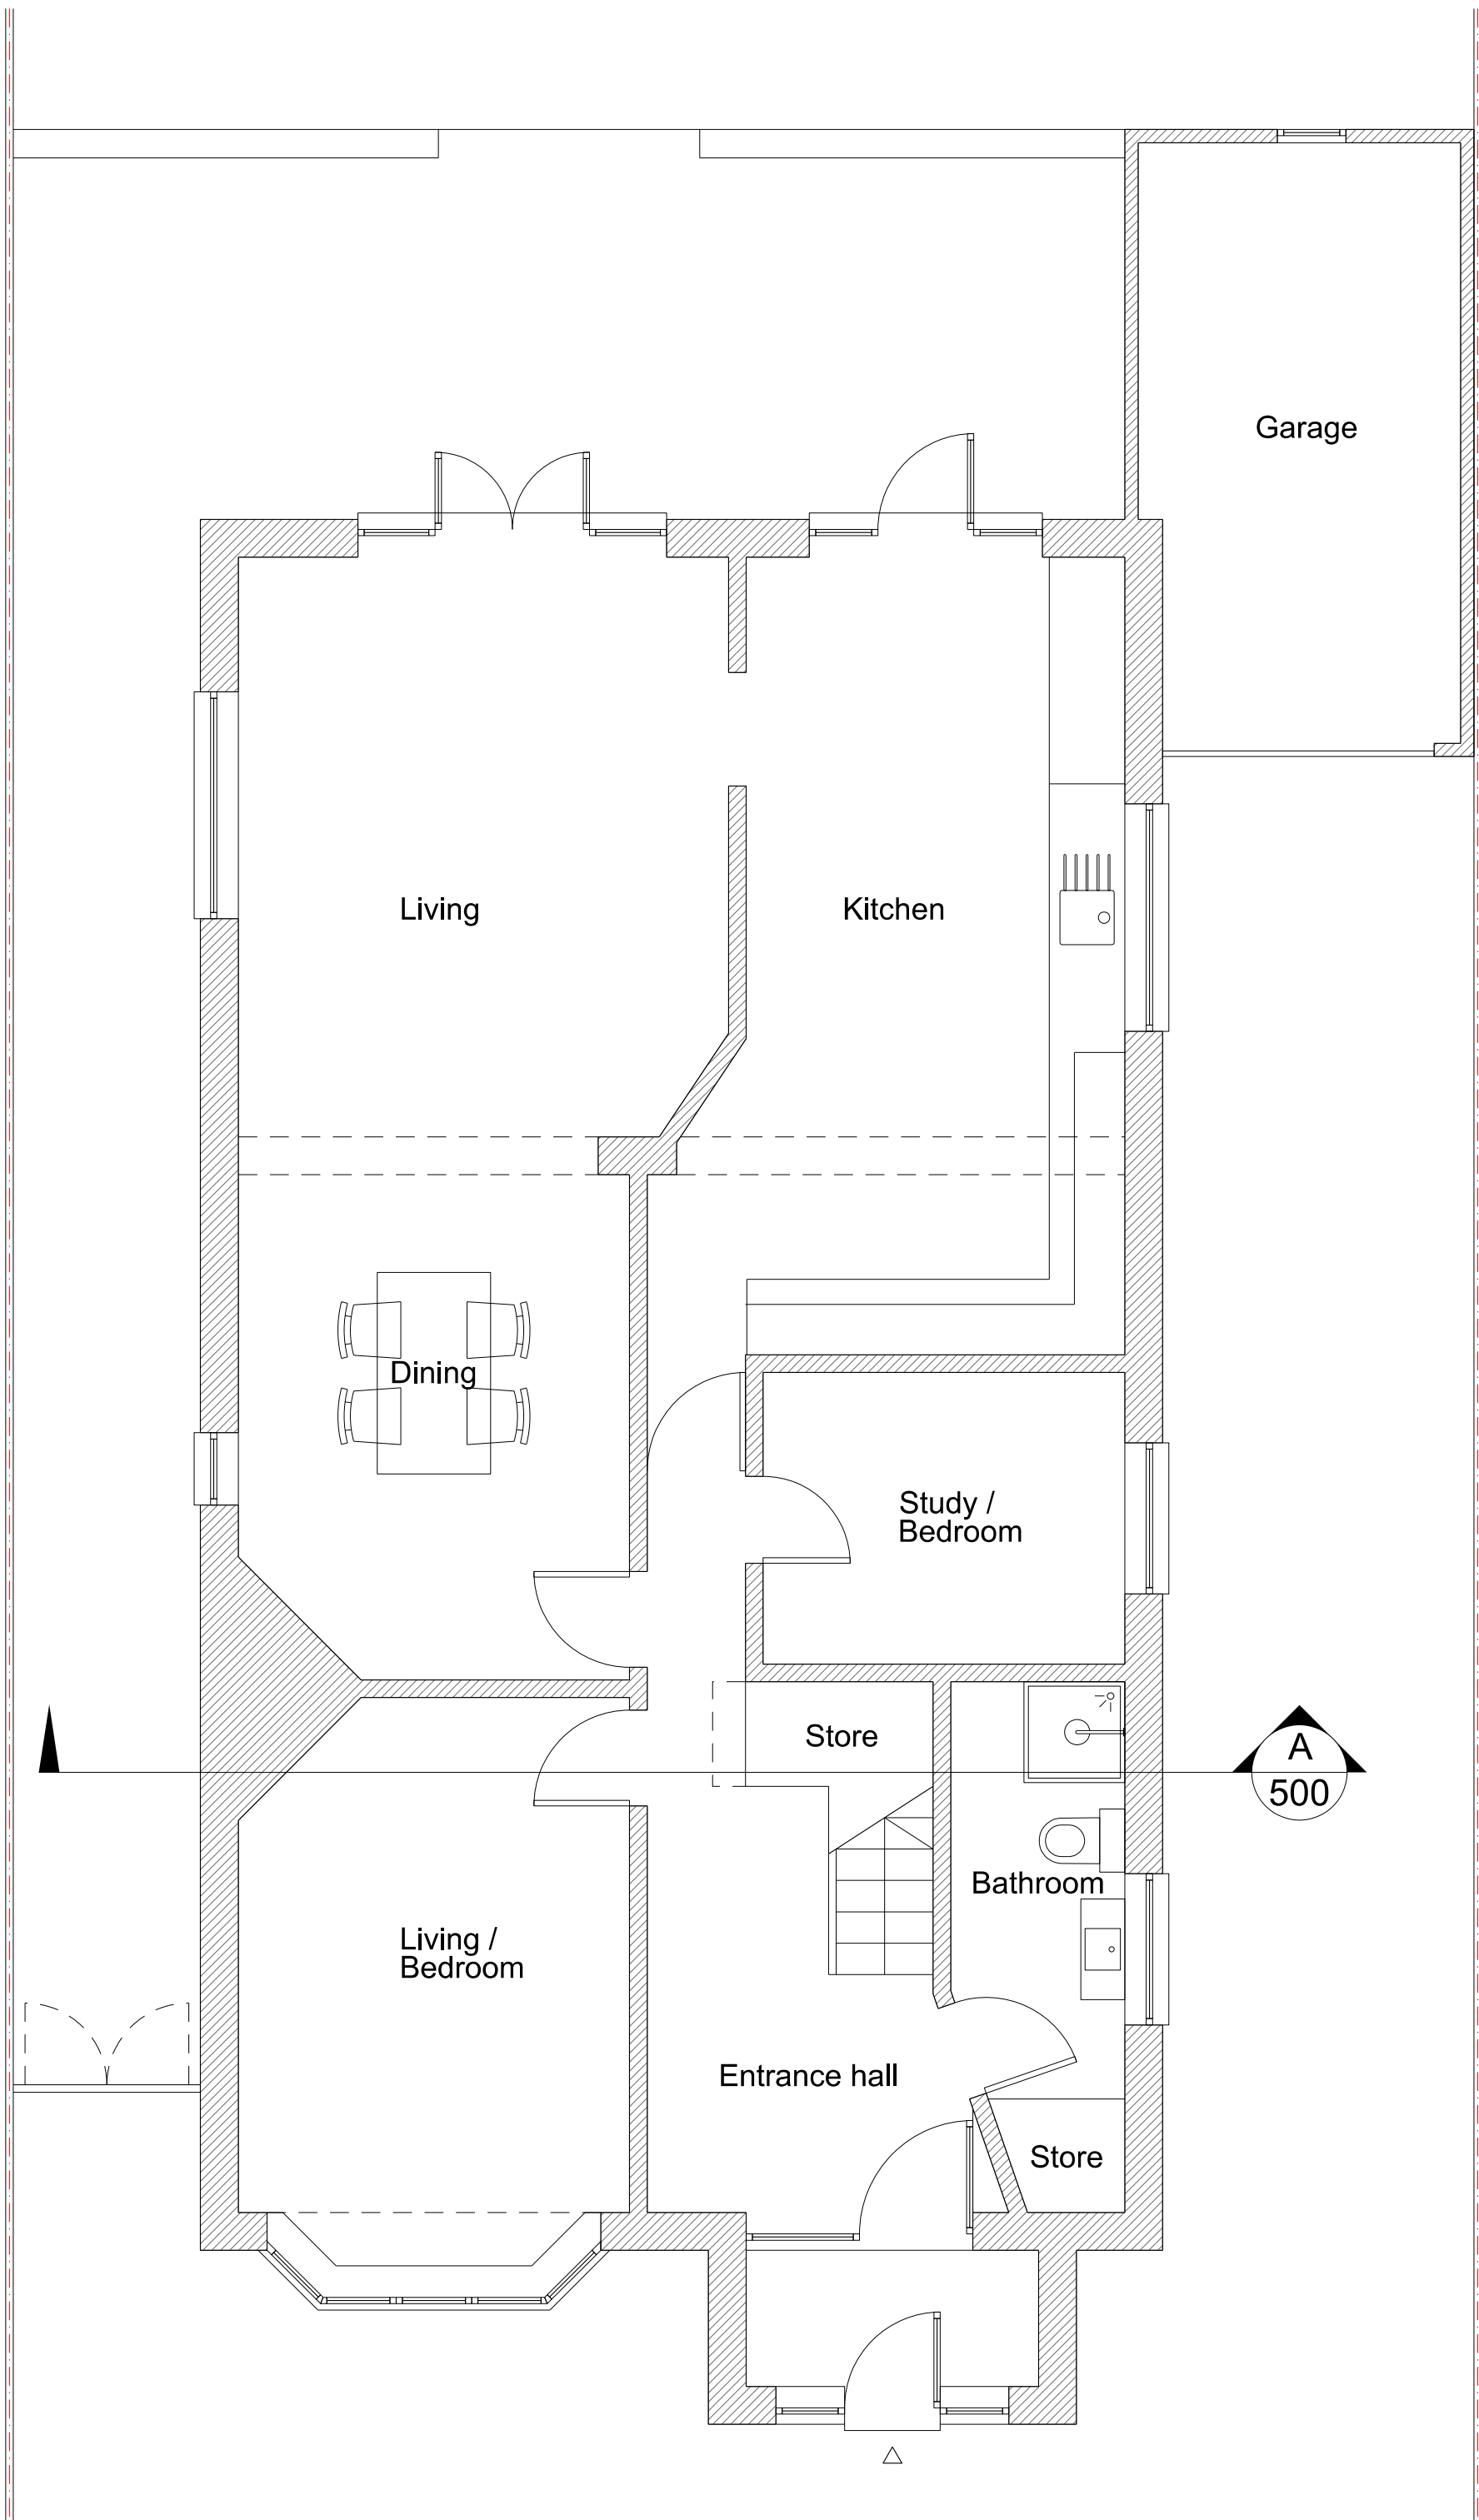 Garage
Living
Kitchen
Dining
Study /
Bedroom
Store
A
500
Bathroom
Living /
Bedroom
Entrance hall
Store